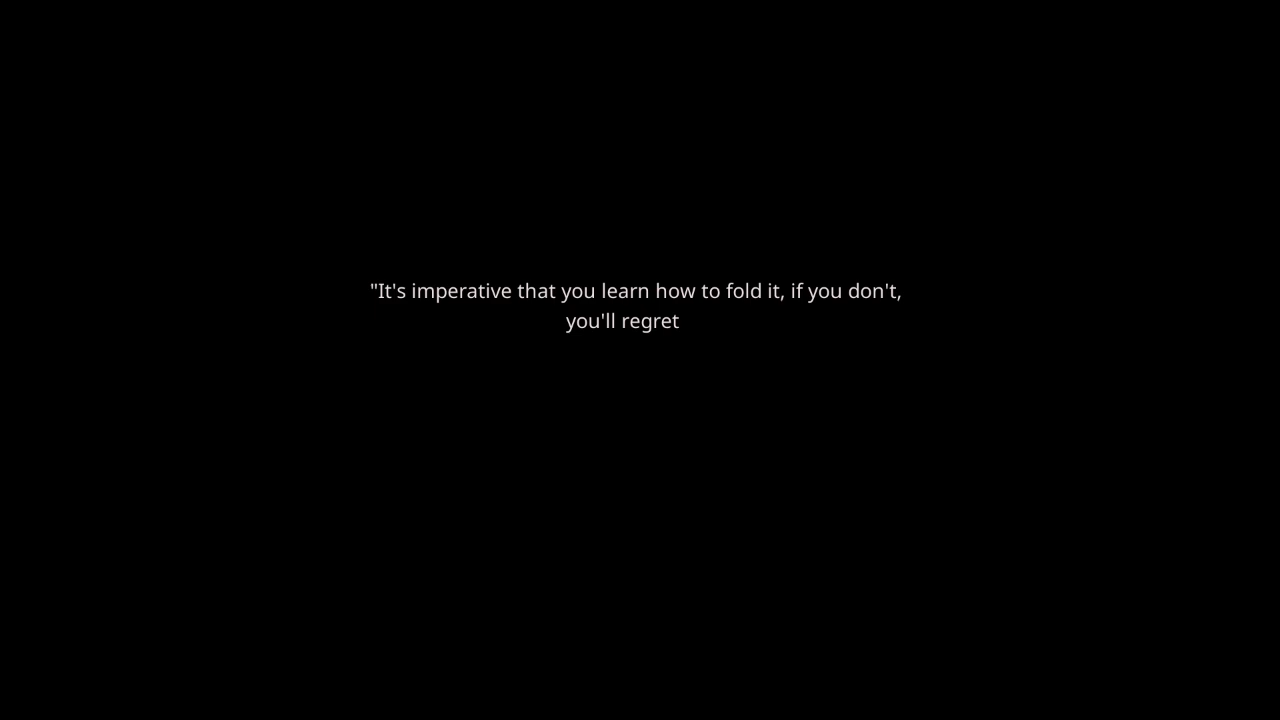 "It's imperative that you learn how to fold it, if you don't,
you'll regret